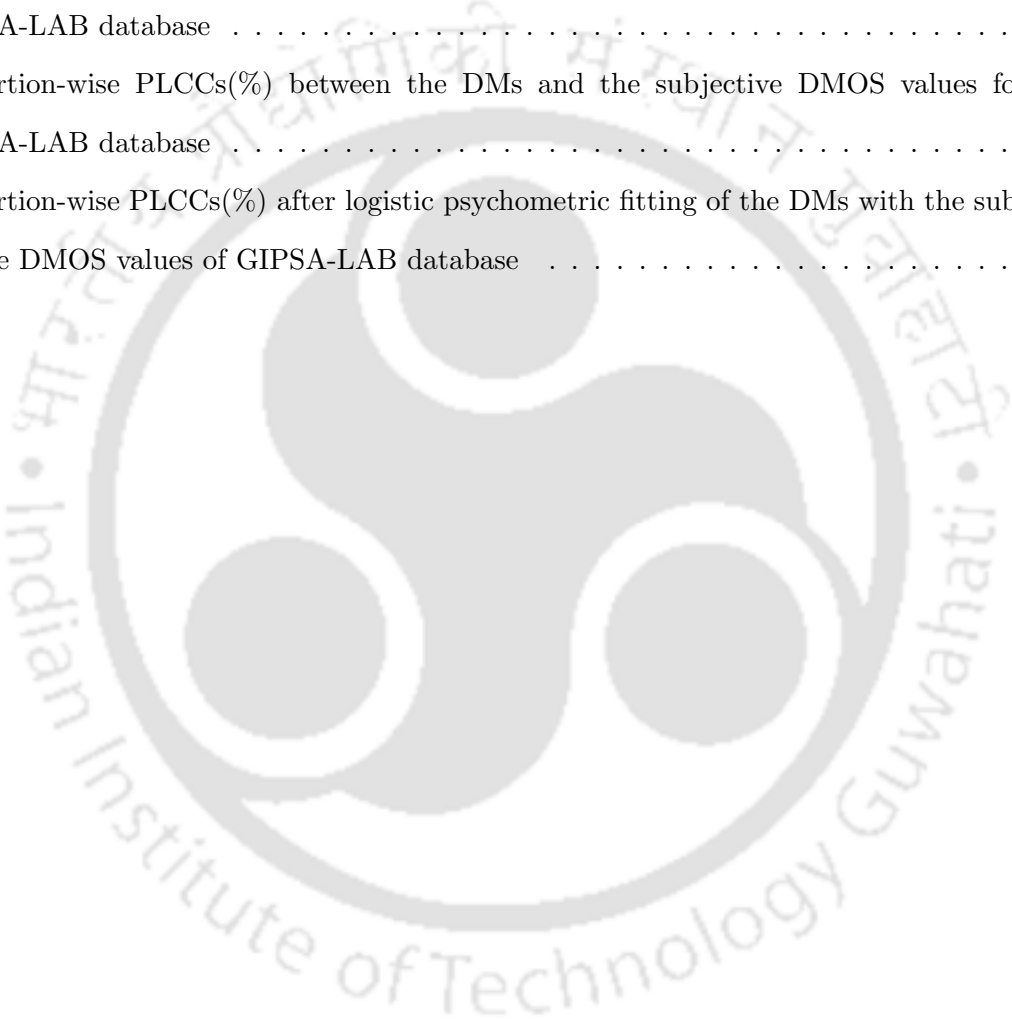 A-LAB database . . . . . . . . . . . . . . . . . . . . . . . . . . . . . . . . . . .
rtion-wise PLCCs(%) between the DMs and the subjective DMOS values fo
A-LAB database . . . . . . . . . . . . . . . . . . . . . . . . . . . . . . . . . . .
rtion-wise PLCCs(%) after logistic psychometric fitting of the DMs with the sub
e DMOS values of GIPSA-LAB database . . . . . . . . . . . . . . . . . . . . .
Indian Institute of Technology Guwahati